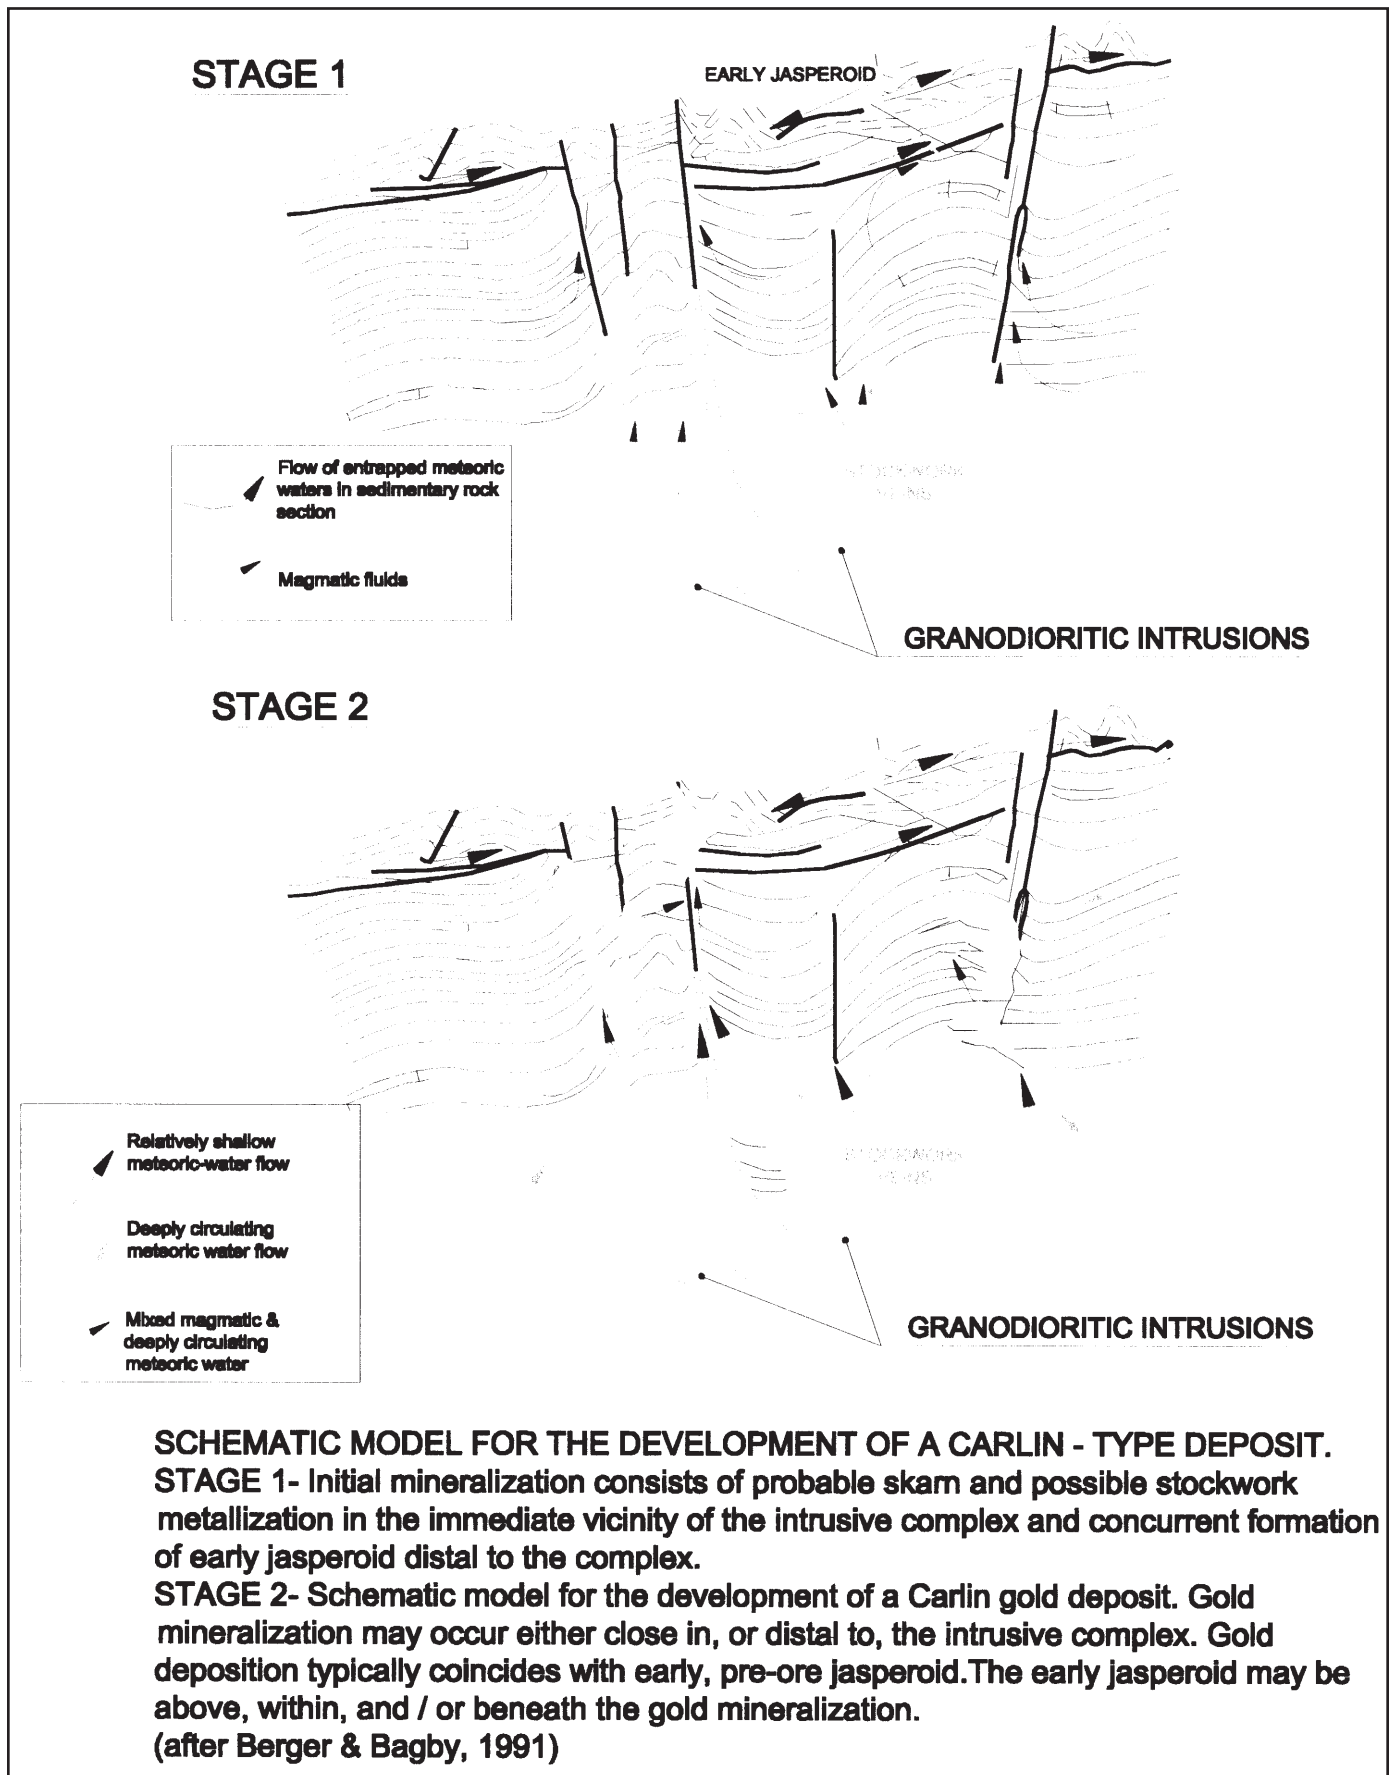 STAGE 1
EARLY JASPEROID
Flow of entrapped meteoric
waters in sedimentary rock
section
Magmatic fluids
STOCKWORK
VEINS
GRANODIORITIC INTRUSIONS
STAGE 2
Relatively shallow
meteoric-water flow
Deeply circulating
meteoric water flow
Mixed magmatic &
deeply circulating
meteoric water
STOCKWORK
VEINS
GRANODIORITIC INTRUSIONS
SCHEMATIC MODEL FOR THE DEVELOPMENT OF A CARLIN - TYPE DEPOSIT.
STAGE 1- Initial mineralization consists of probable skarn and possible stockwork
metallization in the immediate vicinity of the intrusive complex and concurrent formation
of early jasperoid distal to the complex.
STAGE 2- Schematic model for the development of a Carlin gold deposit. Gold
mineralization may occur either close in, or distal to, the intrusive complex. Gold
deposition typically coincides with early, pre-ore jasperoid.The early jasperoid may be
above, within, and / or beneath the gold mineralization.
(after Berger & Bagby, 1991)